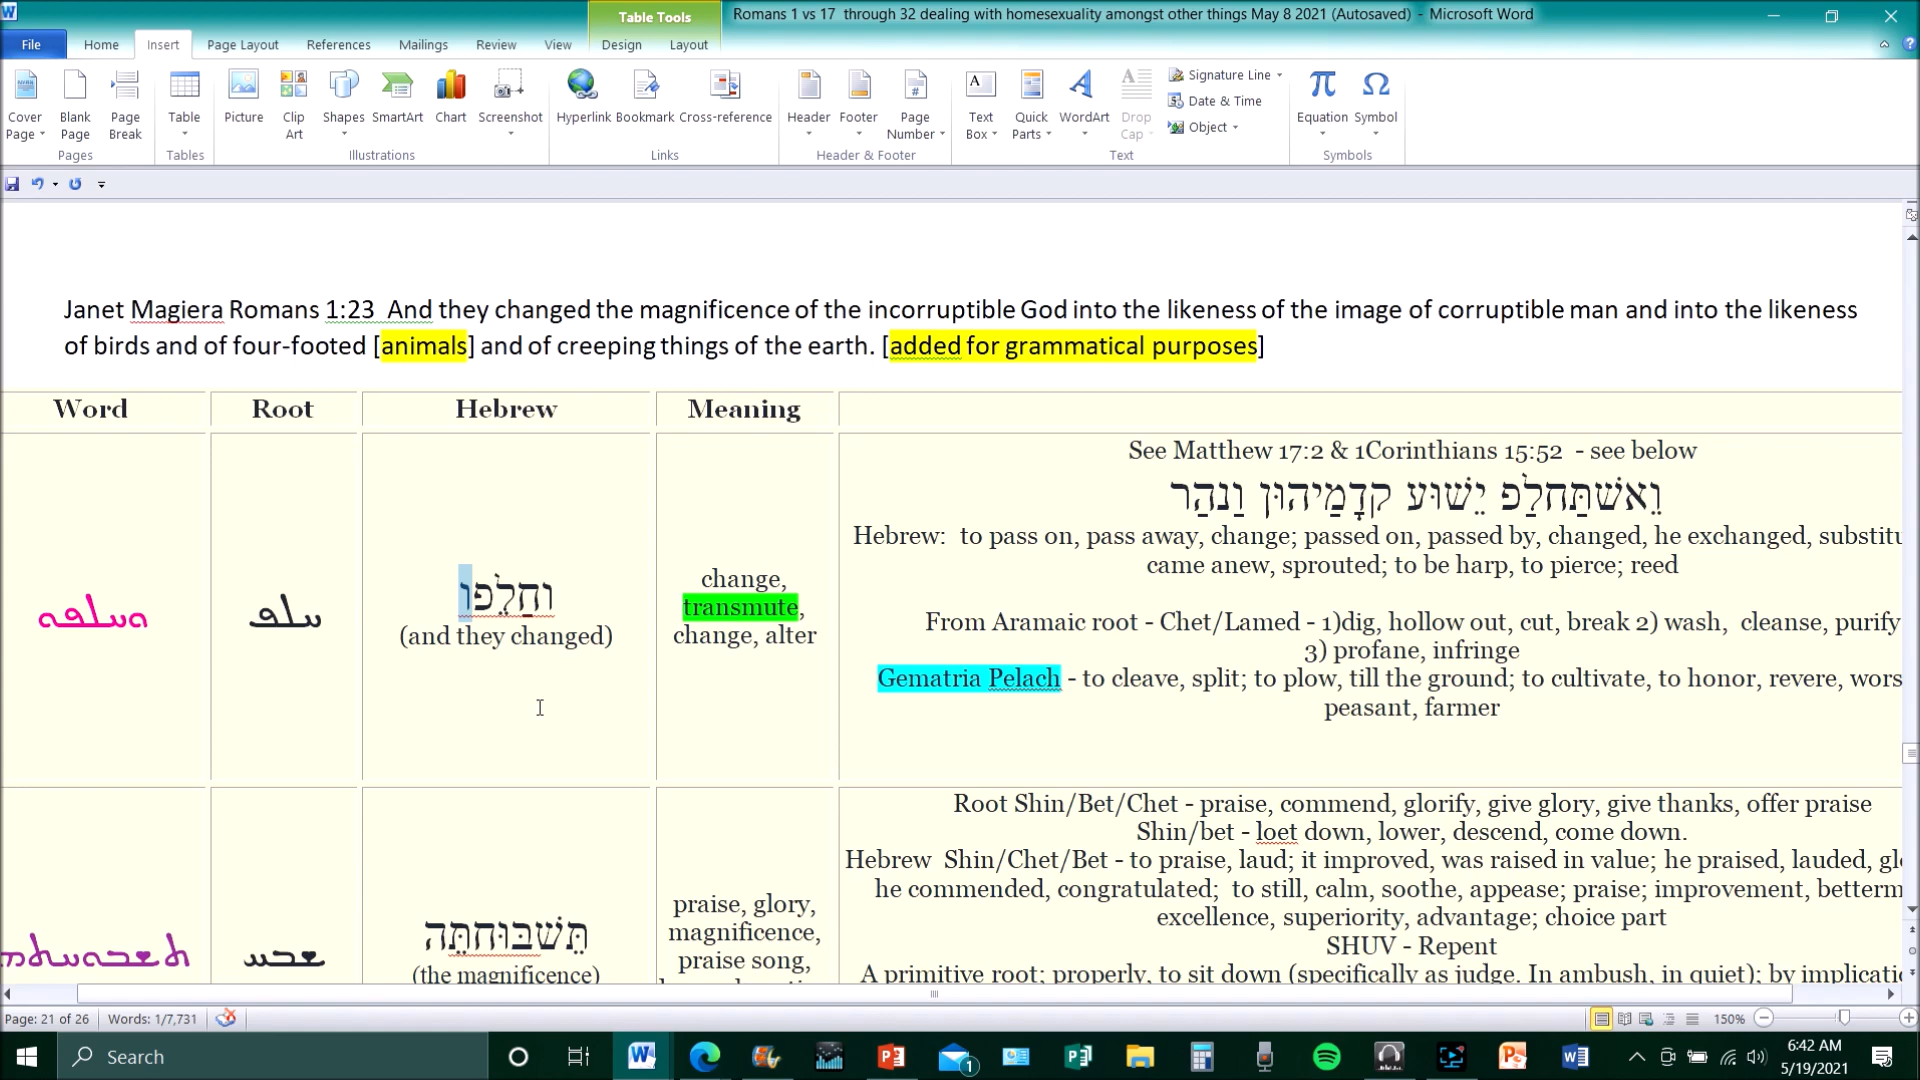 Table Tools
Romans 1 vs 17 through 32 dealing with homesexuality amongst other things May 8 2021 (Autosaved) - Microsoft Word
File Home Insert Page Layout References Mailings Review View Design Layout
Cover Page
Blank Page
Page Break
Table
Picture
Clip Art
Shapes
SmartArt
Chart
Screenshot
Hyperlink
Bookmark
Cross-reference
Header
Footer
Page Number
Text Box
Quick Parts
WordArt
Drop Cap
Signature Line
Date & Time
Object
Equation
Symbol
Pages Tables Illustrations Links Header & Footer Text Symbols
Janet Magiera Romans 1:23 And they changed the magnificence of the incorruptible God into the likeness of the image of corruptible man and into the likeness
of birds and of four-footed [animals] and of creeping things of the earth. [added for grammatical purposes]
Word Root Hebrew Meaning
ܘܚܠܦܘ
ܚܠܦ
וחַלֵפו
(and they changed)
change,
transmute,
change, alter
See Matthew 17:2 & 1Corinthians 15:52 - see below
וֵאשׁתַּחלַפ יֵשׁוּע קדָמַיהוּן וַנהַר
Hebrew: to pass on, pass away, change; passed on, passed by, changed, he exchanged, substitu
came anew, sprouted; to be harp, to pierce; reed
From Aramaic root - Chet/Lamed - 1)dig, hollow out, cut, break 2) wash, cleanse, purify
3) profane, infringe
Gematria Pelach - to cleave, split; to plow, till the ground; to cultivate, to honor, revere, wors
peasant, farmer
ܫܒܚ
תֵּשׁבּוּחתֵּה
(the magnificence)
praise, glory,
magnificence,
praise song,
Root Shin/Bet/Chet - praise, commend, glorify, give glory, give thanks, offer praise
Shin/bet - loet down, lower, descend, come down.
Hebrew Shin/Chet/Bet - to praise, laud; it improved, was raised in value; he praised, lauded, gl
he commended, congratulated; to still, calm, soothe, appease; praise; improvement, betterm
excellence, superiority, advantage; choice part
SHUV - Repent
A primitive root; properly, to sit down (specifically as judge. In ambush, in quiet); by implicati
Page: 21 of 26 Words: 1/7,731 150%
Search
6:42 AM
5/19/2021